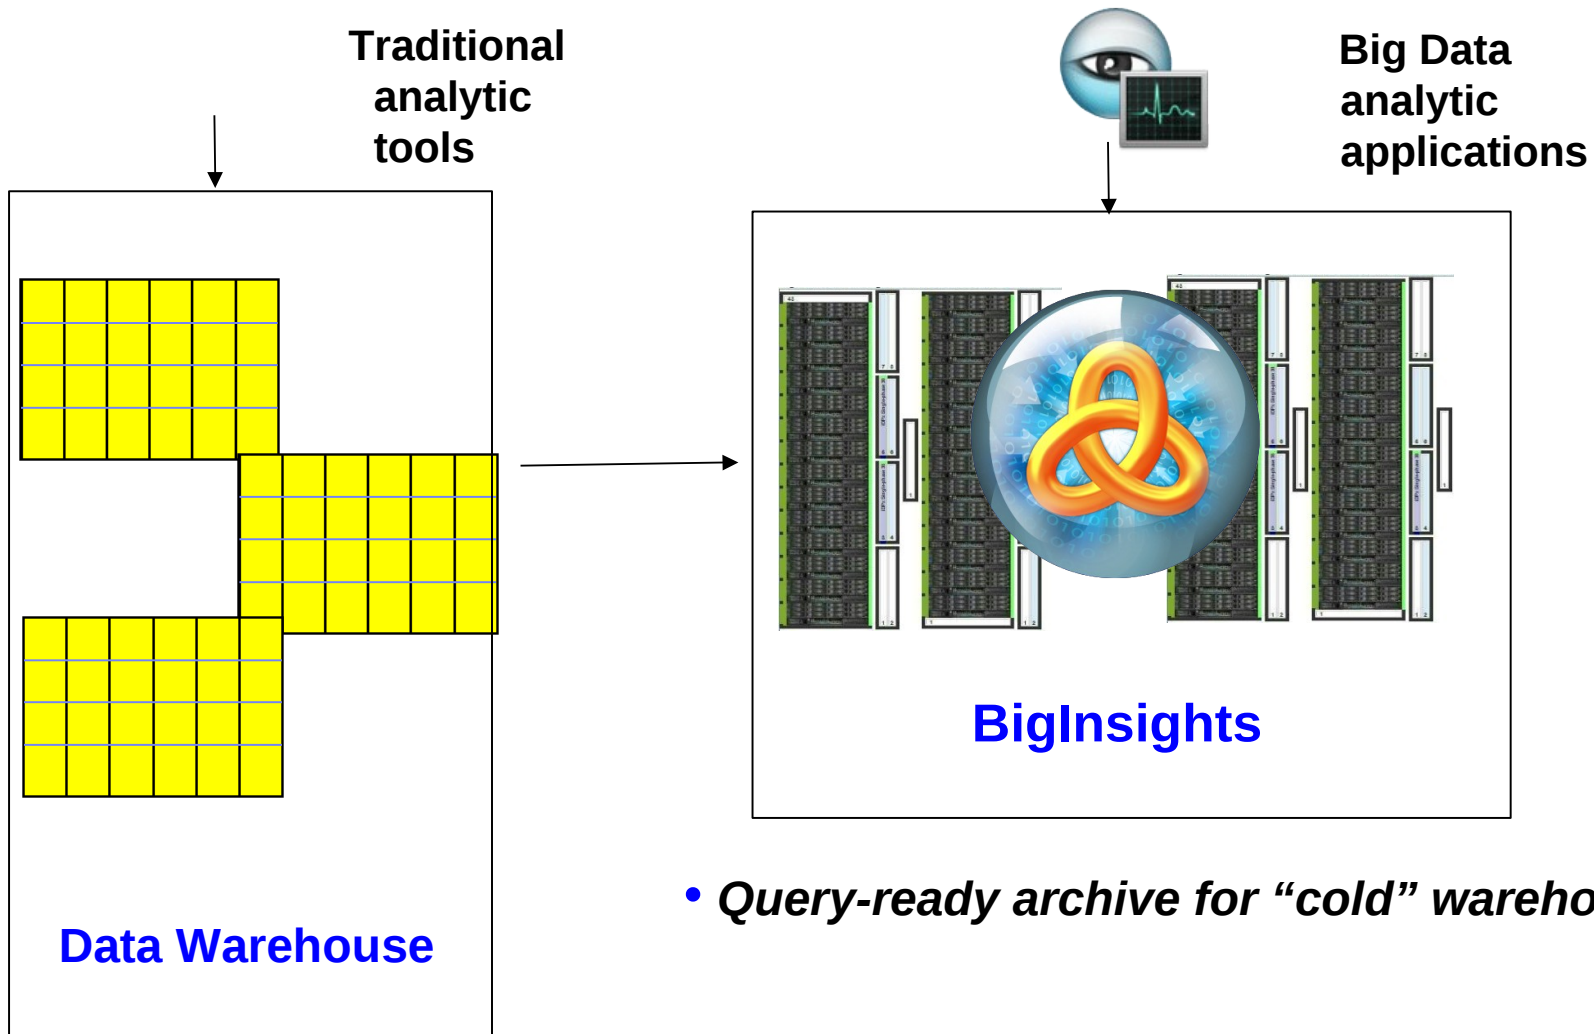 Traditional
analytic
tools
Big Data
analytic
applications
BigInsights
• Query-ready archive for “cold” wareho
Data Warehouse